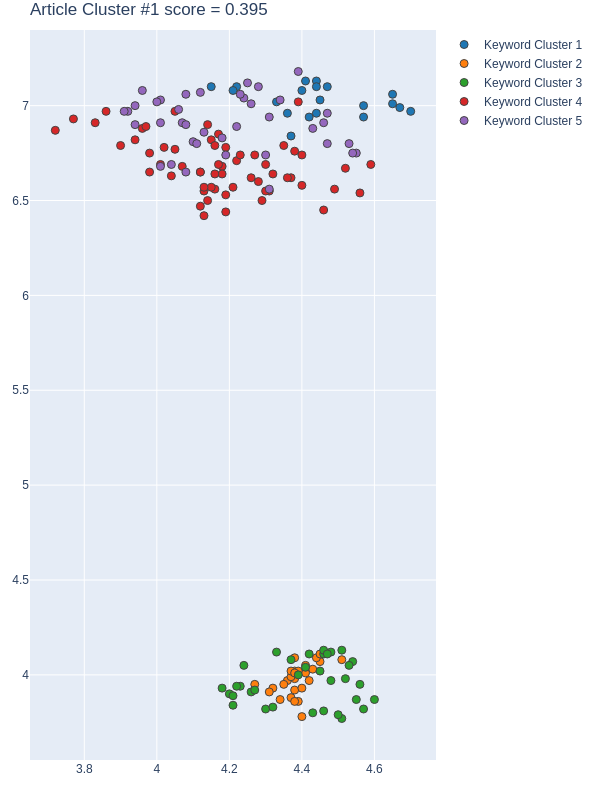 Article Cluster #1 score = 0.395
Keyword Cluster 1
Keyword Cluster 2
Keyword Cluster 3
Keyword Cluster 4
Keyword Cluster 5
7
6.5
6
5.5
5
4.5
4
3.8
4
4.2
4.4
4.6